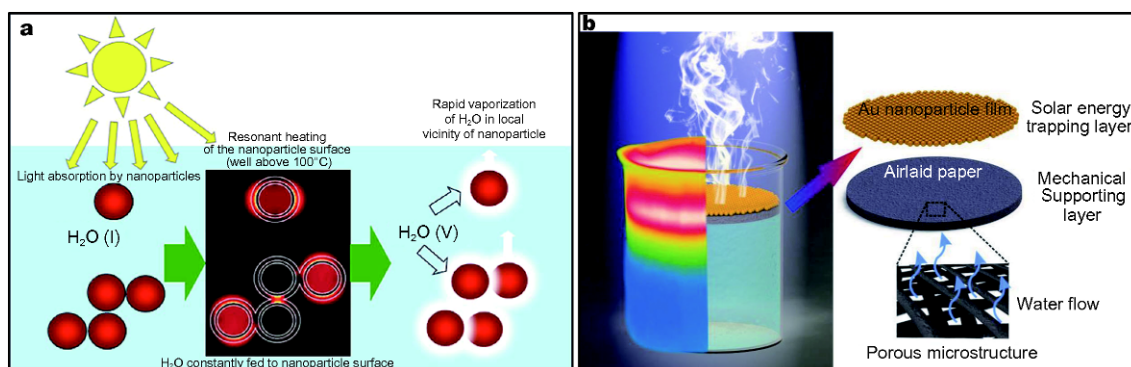 a
Resonant heating
of the nanoparticle surface
(well above 100°C)
Rapid vaporization
of H₂O in local
vicinity of nanoparticle
Light absorption by nanoparticles
H₂O (I)
H₂O (V)
H₂O constantly fed to nanoparticle surface
b
Au nanoparticle film
Solar energy
trapping layer
Airlaid paper
Mechanical
Supporting
layer
Water flow
Porous microstructure